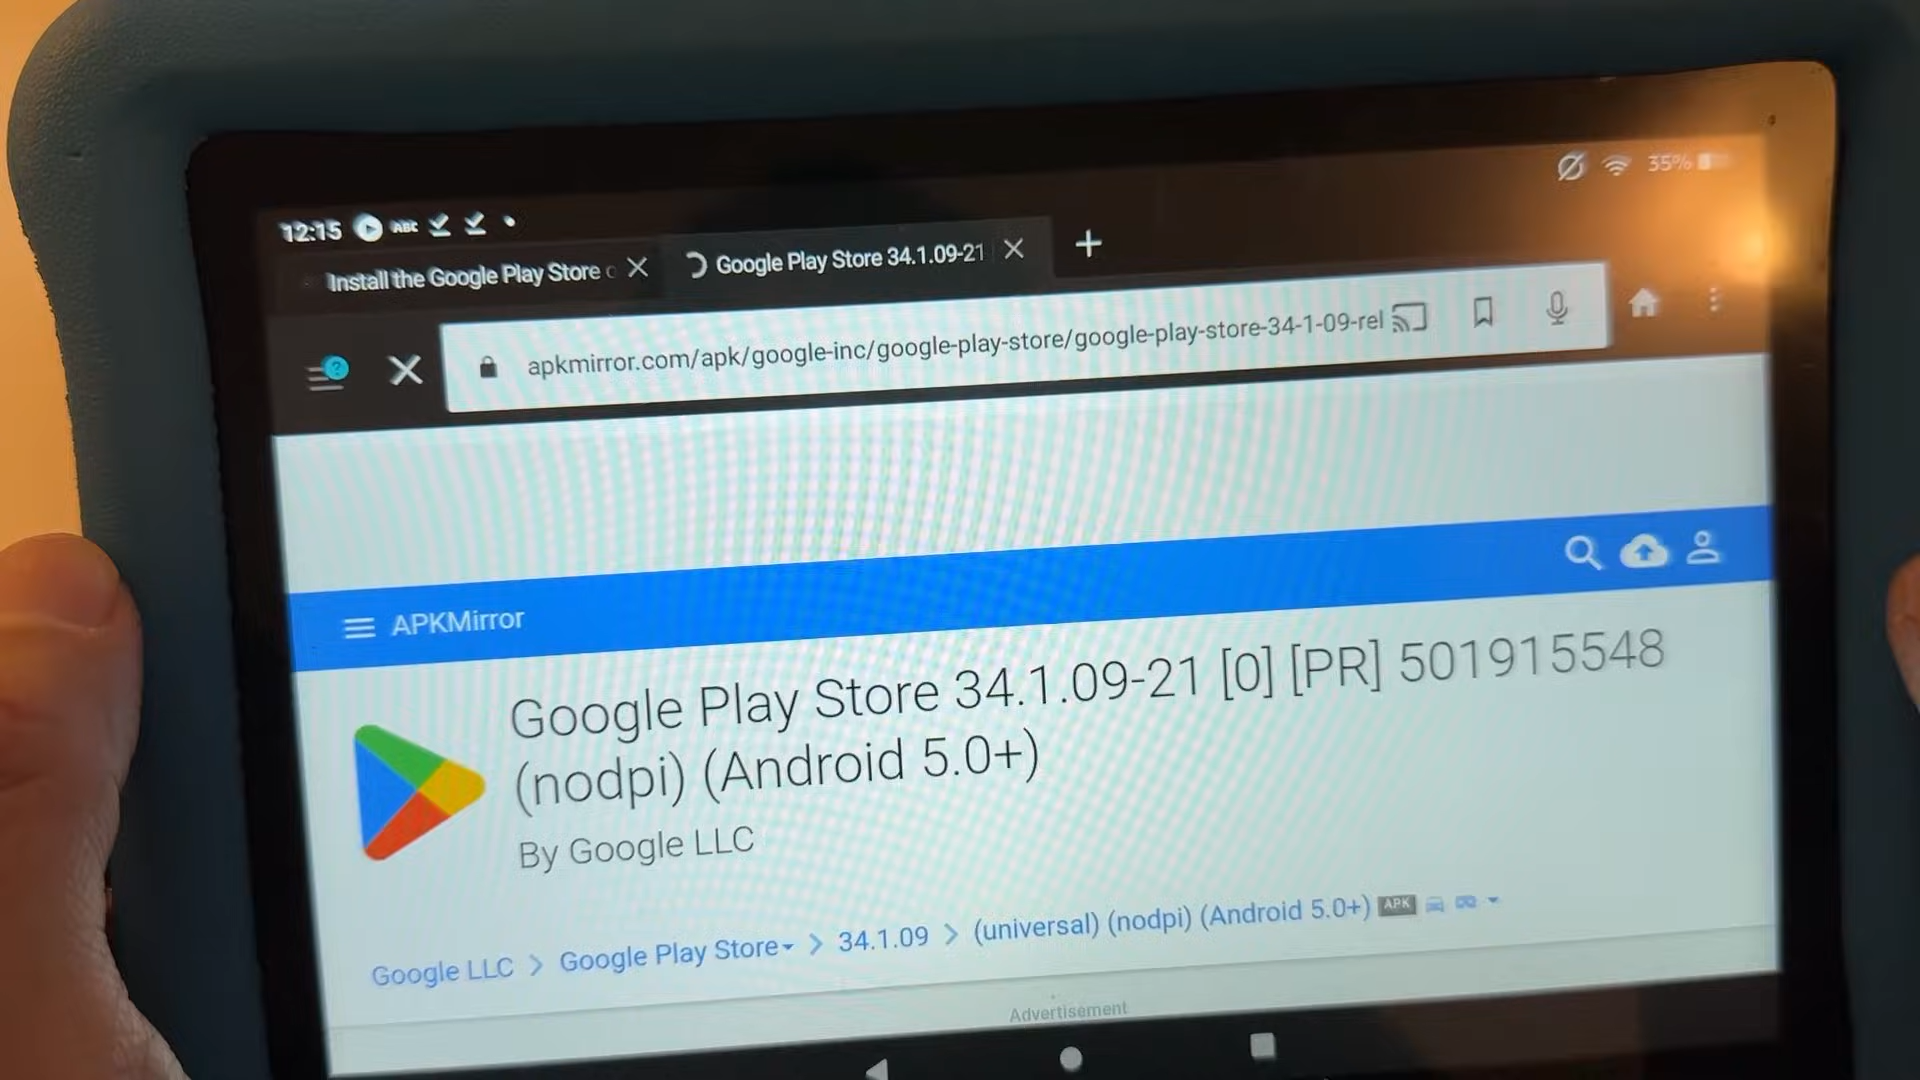 12:15 ABC 35%
Install the Google Play Store
Google Play Store 34.1.09-21
apkmirror.com/apk/google-inc/google-play-store/google-play-store-34-1-09-rel
APKMirror
Google Play Store 34.1.09-21 [0] [PR] 501915548
(nodpi) (Android 5.0+)
By Google LLC
Google LLC > Google Play Store > 34.1.09 > (universal) (nodpi) (Android 5.0+) APK
Advertisement